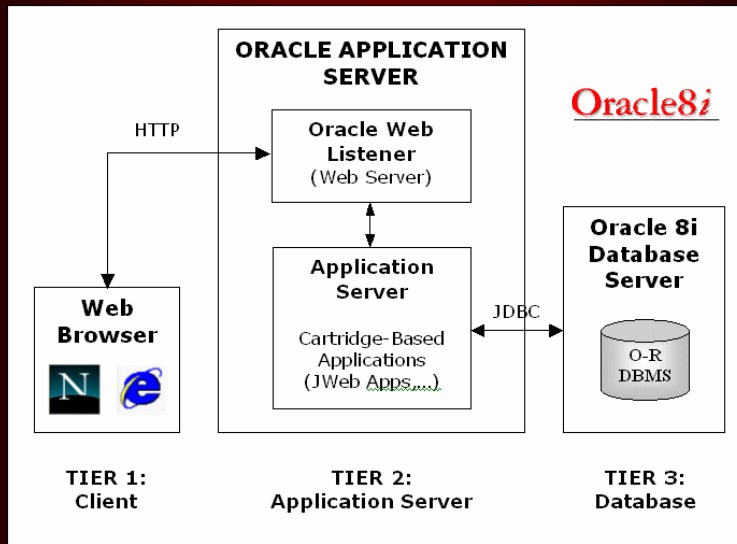 ORACLE APPLICATION
SERVER
Oracle8i
HTTP
Oracle Web
Listener
(Web Server)
Oracle 8i
Database
Server
Application
Server
Web
Browser
JDBC
Cartridge-Based
Applications
(JWeb Apps,...)
O-R
DBMS
N
e
TIER 1:
Client
TIER 2:
Application Server
TIER 3:
Database